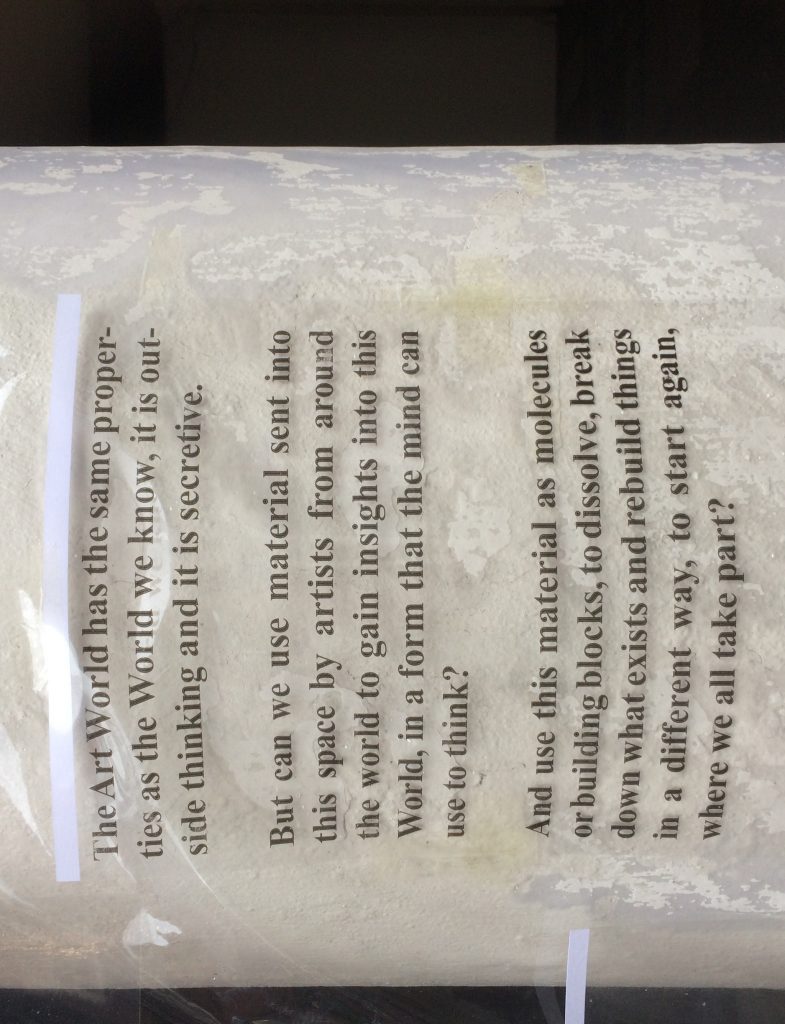 The Art World has the same proper-
ties as the World we know, it is out-
side thinking and it is secretive.
But can we use material sent into
this space by artists from around
the world to gain insights into this
World, in a form that the mind can
use to think?
And use this material as molecules
or building blocks, to dissolve, break
down what exists and rebuild things
in a different way, to start again,
where we all take part?